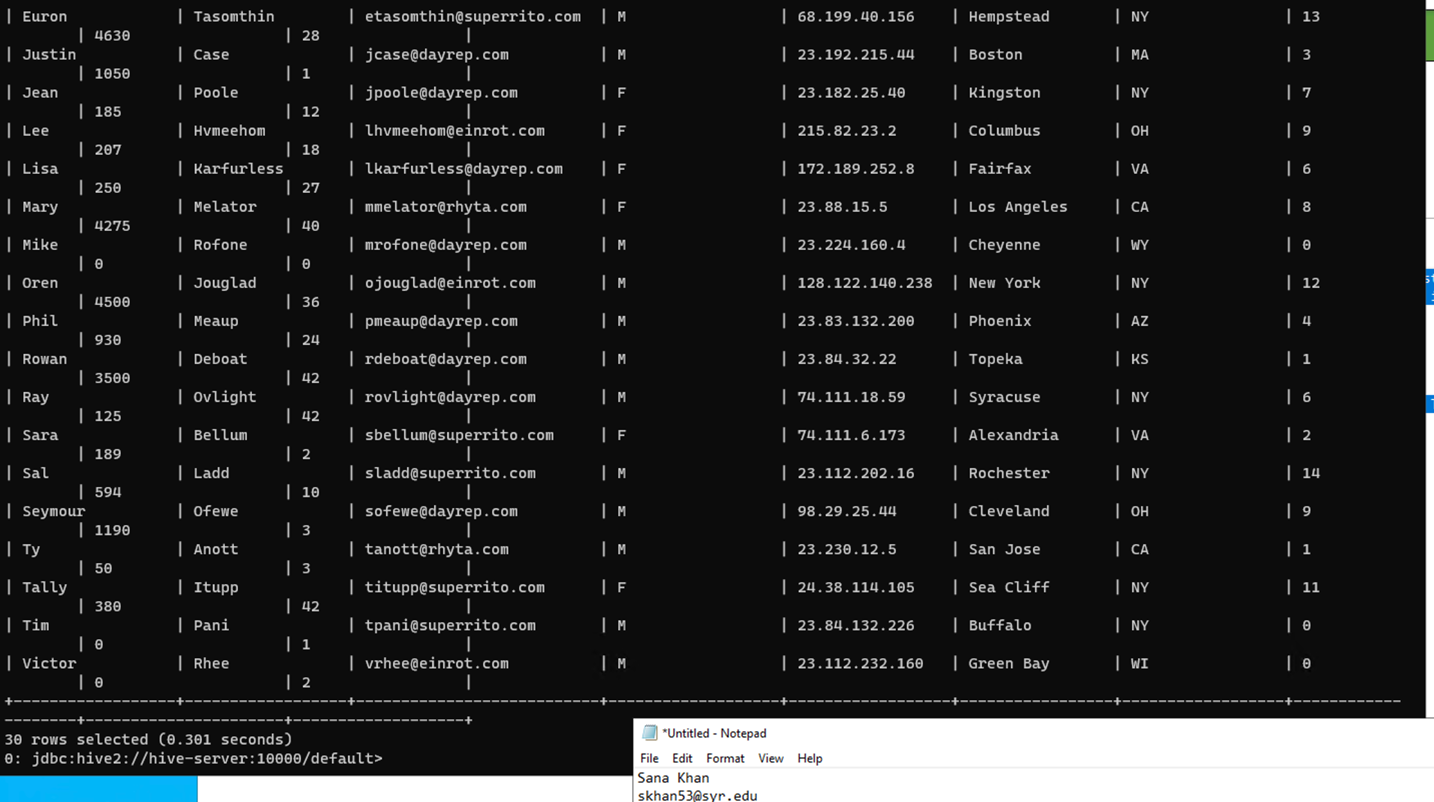 | Euron | Tasomthin | etasomthin@superrito.com | M | 68.199.40.156 | Hempstead | NY | 13
| 4630 | 28 |
| Justin | Case | jcase@dayrep.com | M | 23.192.215.44 | Boston | MA | 3
| 1050 | 1 |
| Jean | Poole | jpoole@dayrep.com | F | 23.182.25.40 | Kingston | NY | 7
| 185 | 12 |
| Lee | Hvmeehom | lhvmeehom@einrot.com | F | 215.82.23.2 | Columbus | OH | 9
| 207 | 18 |
| Lisa | Karfurless | lkarfurless@dayrep.com | F | 172.189.252.8 | Fairfax | VA | 6
| 250 | 27 |
| Mary | Melator | mmelator@rhyta.com | F | 23.88.15.5 | Los Angeles | CA | 8
| 4275 | 40 |
| Mike | Rofone | mrofone@dayrep.com | M | 23.224.160.4 | Cheyenne | WY | 0
| 0 | 0 |
| Oren | Jouglad | ojouglad@einrot.com | M | 128.122.140.238 | New York | NY | 12
| 4500 | 36 |
| Phil | Meaup | pmeaup@dayrep.com | M | 23.83.132.200 | Phoenix | AZ | 4
| 930 | 24 |
| Rowan | Deboat | rdeboat@dayrep.com | M | 23.84.32.22 | Topeka | KS | 1
| 3500 | 42 |
| Ray | Ovlight | rovlight@dayrep.com | M | 74.111.18.59 | Syracuse | NY | 6
| 125 | 42 |
| Sara | Bellum | sbellum@superrito.com | F | 74.111.6.173 | Alexandria | VA | 2
| 189 | 2 |
| Sal | Ladd | sladd@superrito.com | M | 23.112.202.16 | Rochester | NY | 14
| 594 | 10 |
| Seymour | Ofewe | sofewe@dayrep.com | M | 98.29.25.44 | Cleveland | OH | 9
| 1190 | 3 |
| Ty | Anott | tanott@rhyta.com | M | 23.230.12.5 | San Jose | CA | 1
| 50 | 3 |
| Tally | Itupp | titupp@superrito.com | F | 24.38.114.105 | Sea Cliff | NY | 11
| 380 | 42 |
| Tim | Pani | tpani@superrito.com | M | 23.84.132.226 | Buffalo | NY | 0
| 0 | 1 |
| Victor | Rhee | vrhee@einrot.com | M | 23.112.232.160 | Green Bay | WI | 0
| 0 | 2 |
30 rows selected (0.301 seconds)
0: jdbc:hive2://hive-server:10000/default>
*Untitled - Notepad
File Edit Format View Help
Sana Khan
skhan53@syr.edu